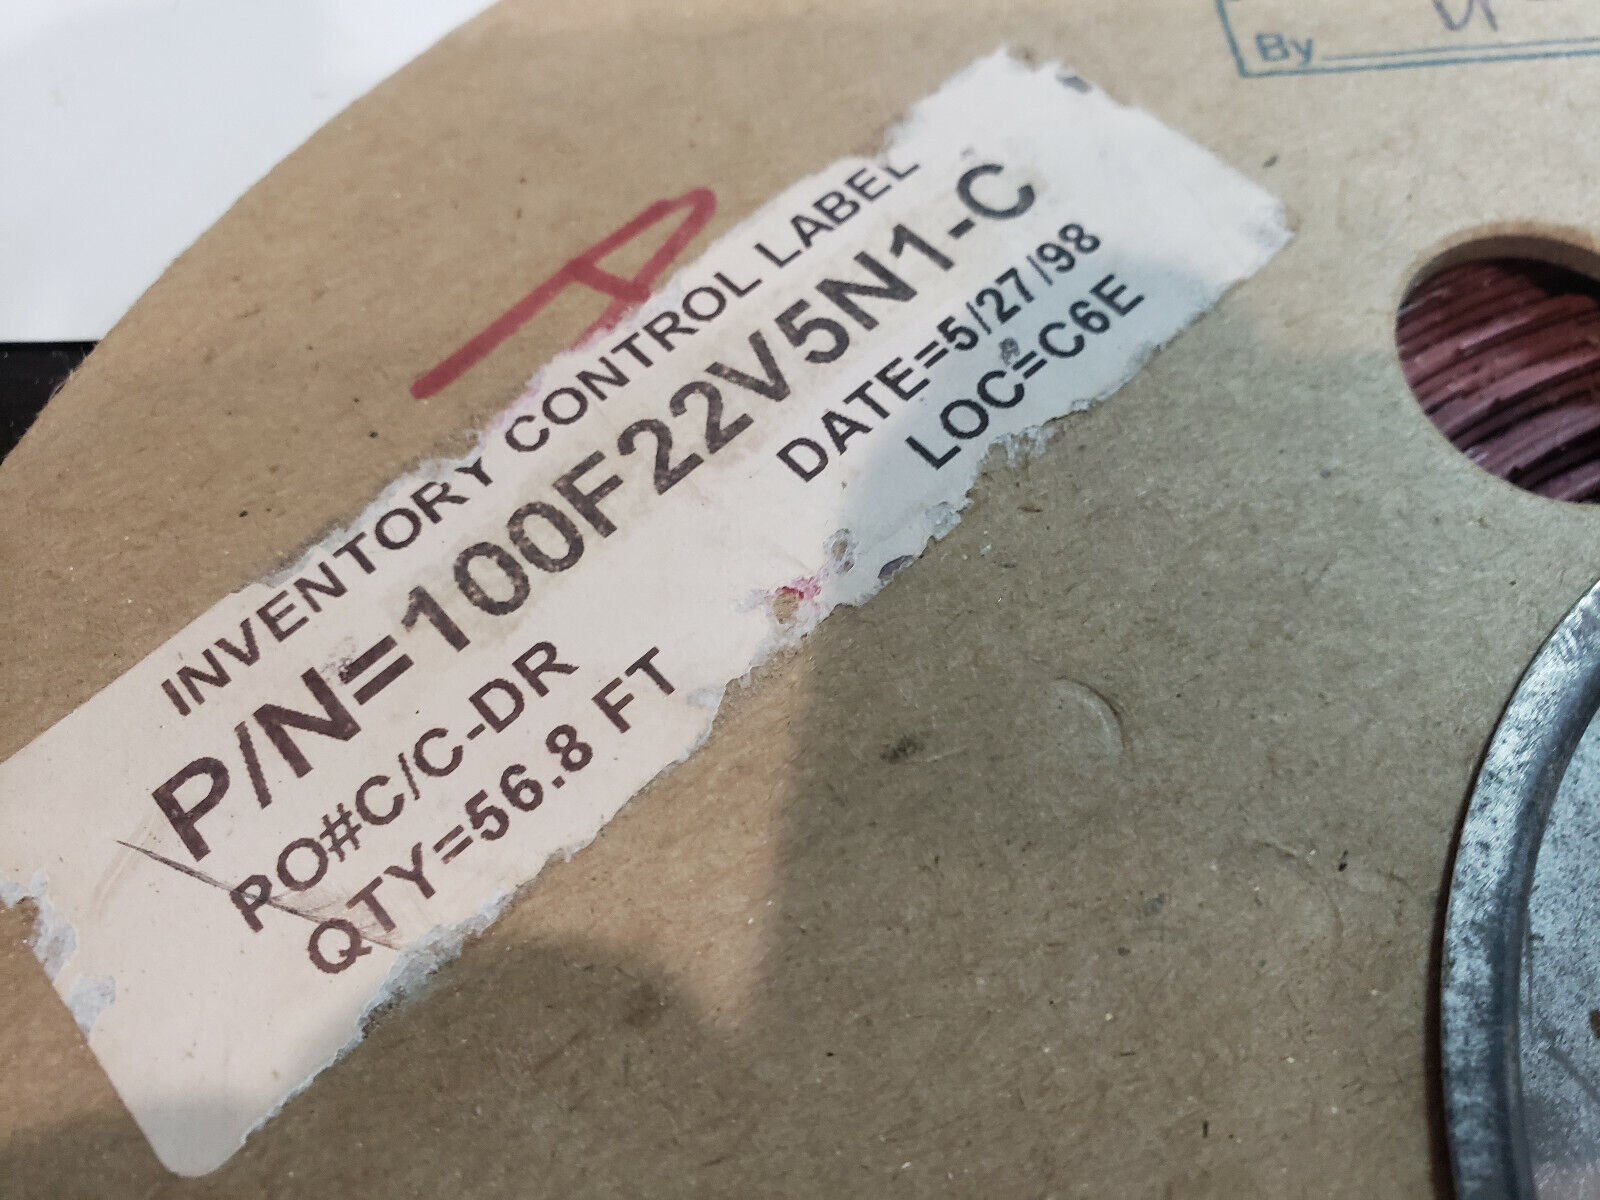 By
INVENTORY CONTROL LABEL
P/N=100F22V5N1-C
PO#C/C-DR
DATE=5/27/98
QTY=56.8 FT
LOC=C6E